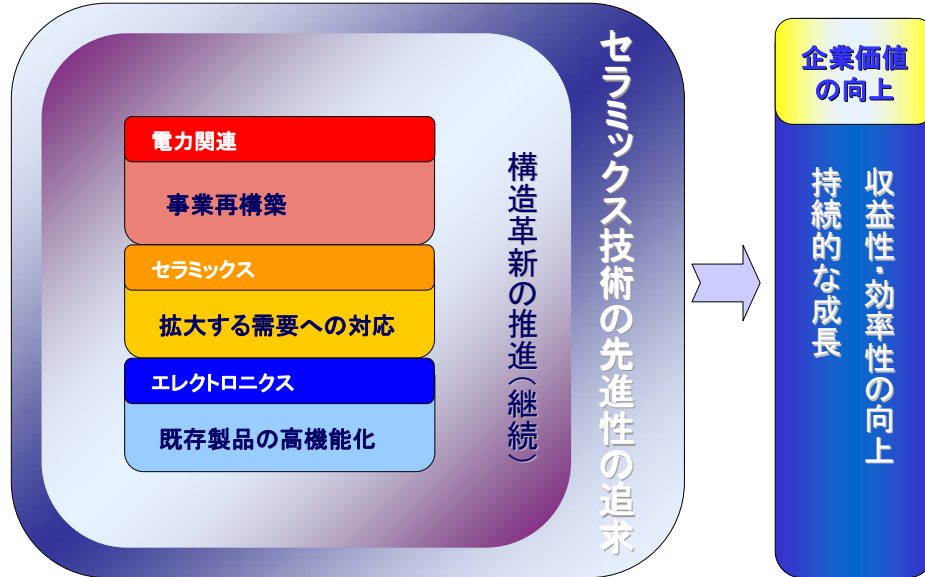 電力関連
事業再構築
セラミックス
拡大する需要への対応
エレクトロニクス
既存製品の高機能化
構造革新の推進(継続)
セラミックス技術の先進性の追求
企業価値
の向上
収益性・効率性の向上
持続的な成長